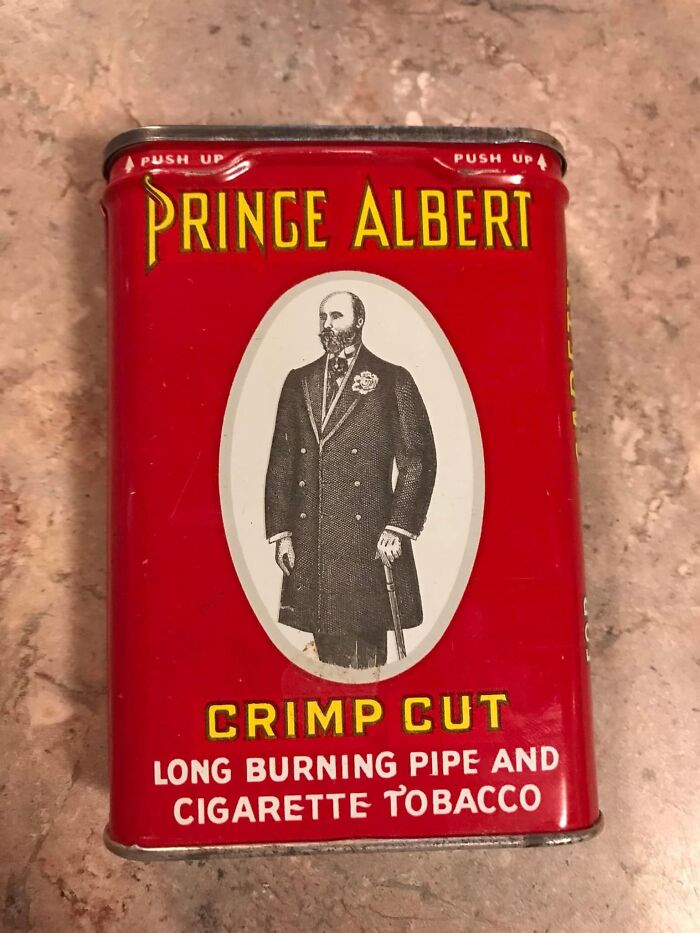 PUSH UP PUSH UP
PRINCE ALBERT
CRIMP CUT
LONG BURNING PIPE AND
CIGARETTE TOBACCO